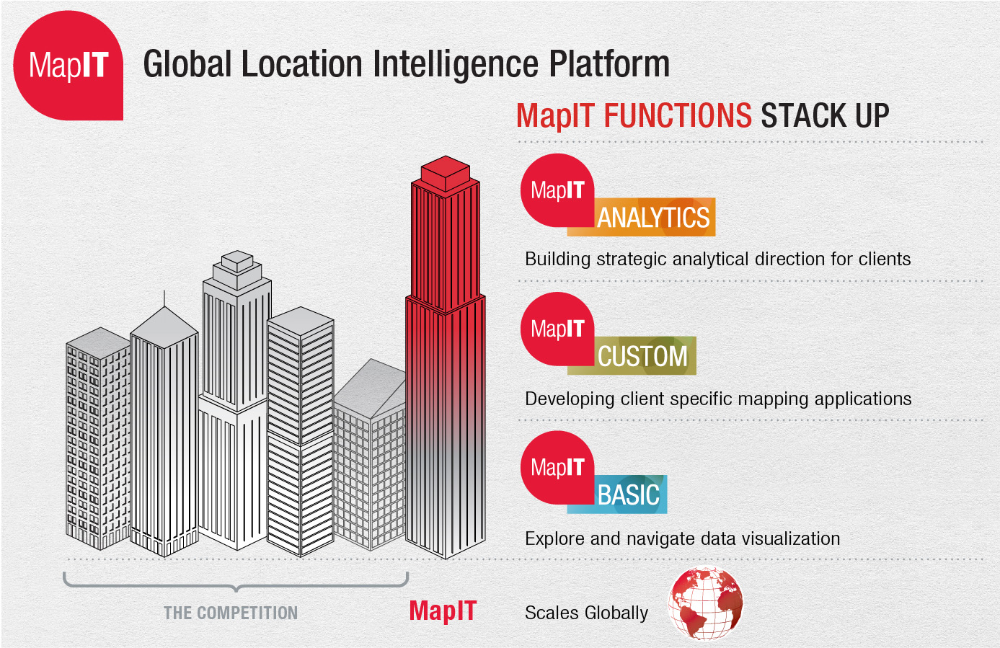 MapIT
Global Location Intelligence Platform
MapIT FUNCTIONS STACK UP
MapIT
ANALYTICS
Building strategic analytical direction for clients
MapIT
CUSTOM
Developing client specific mapping applications
MapIT
BASIC
Explore and navigate data visualization
THE COMPETITION
MapIT
Scales Globally